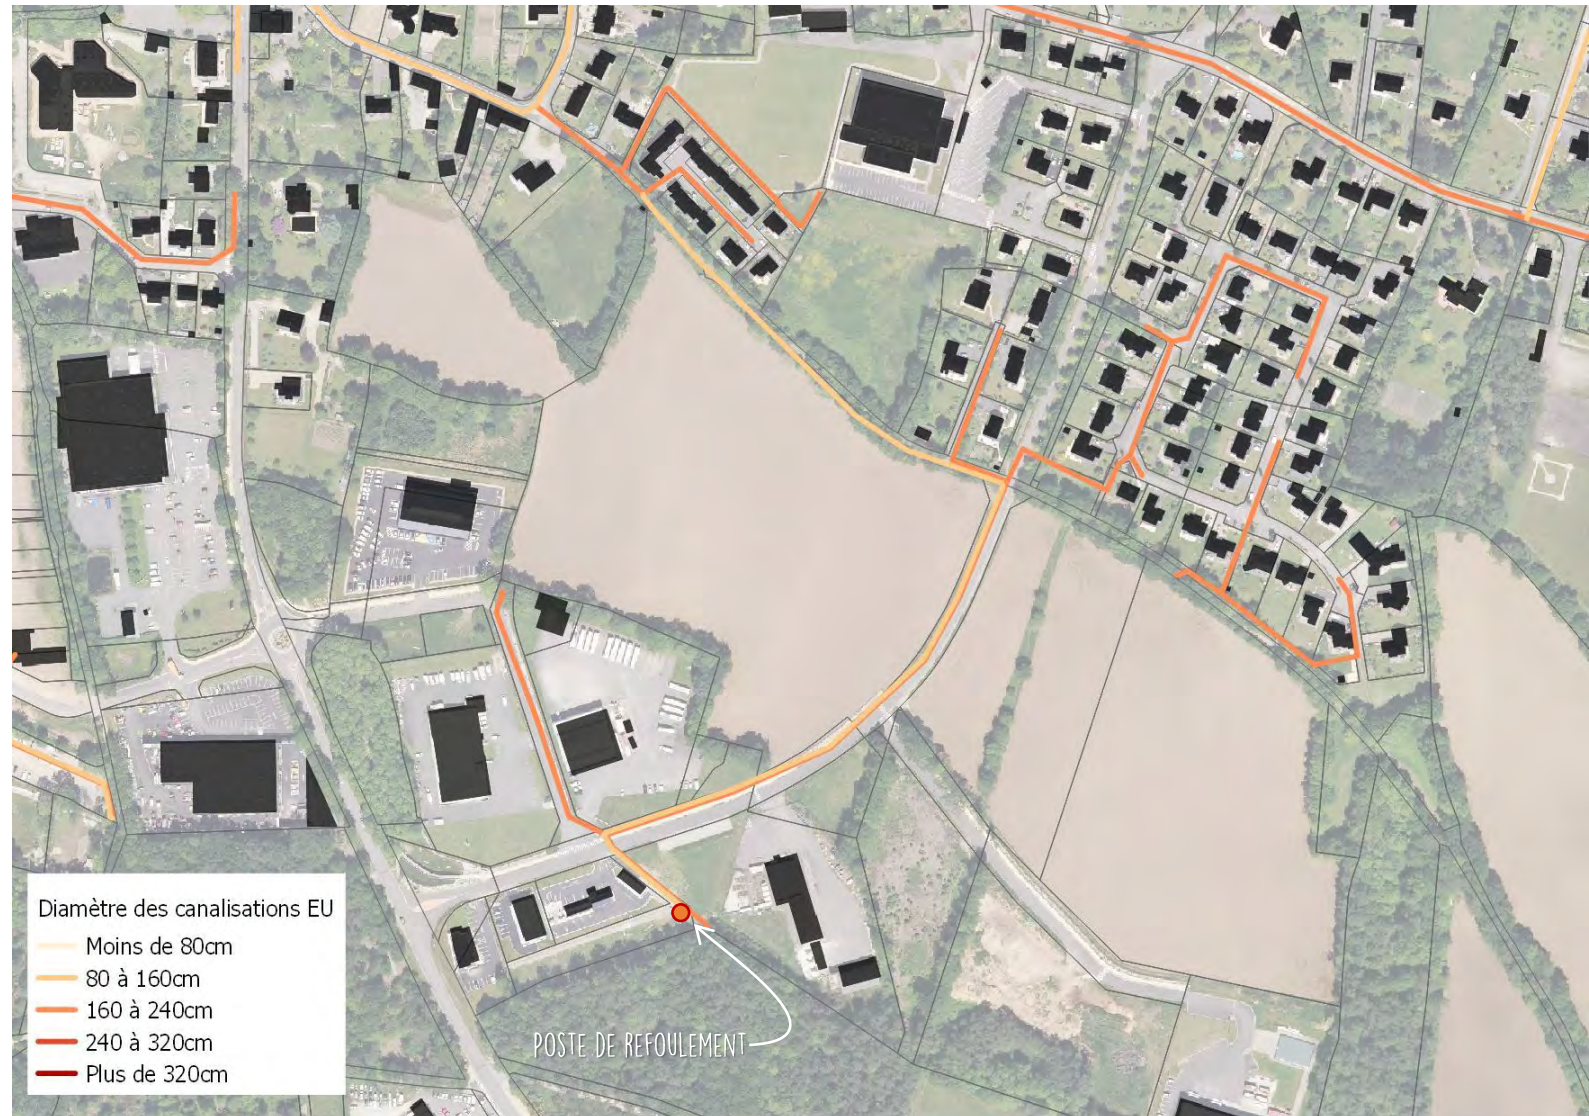 Diamètre des canalisations EU
Moins de 80cm
80 à 160cm
160 à 240cm
240 à 320cm
Plus de 320cm
POSTE DE REFOULEMENT